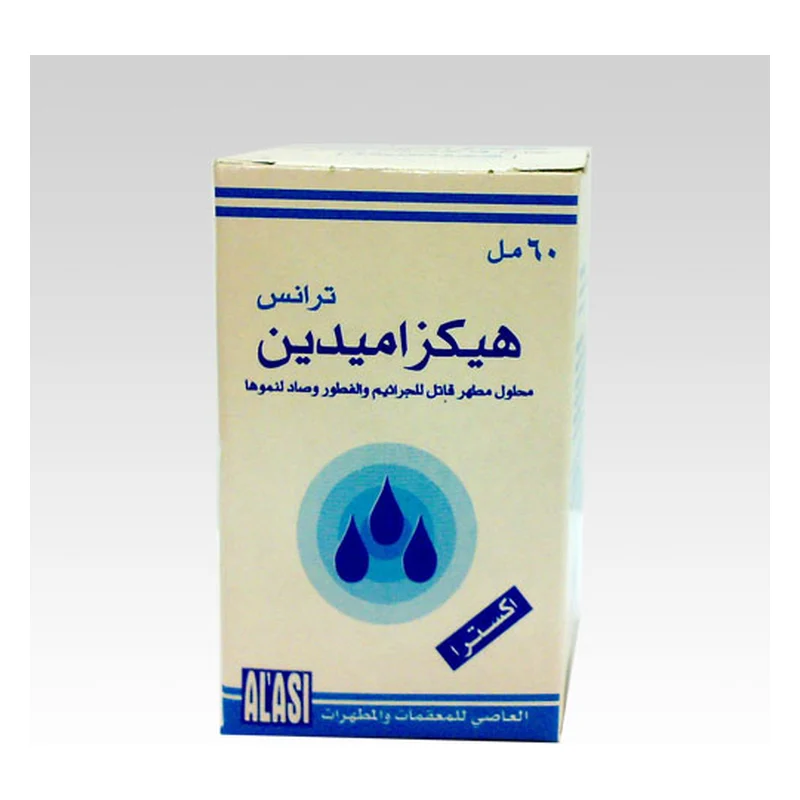 ٦٠ مل
ترانس
هيكزاميدين
محلول مطهر قاتل للجراثيم والفطور وصاد لنموها
اكسترا
AL'ASI
العاصي للمعقمات والمطهرات